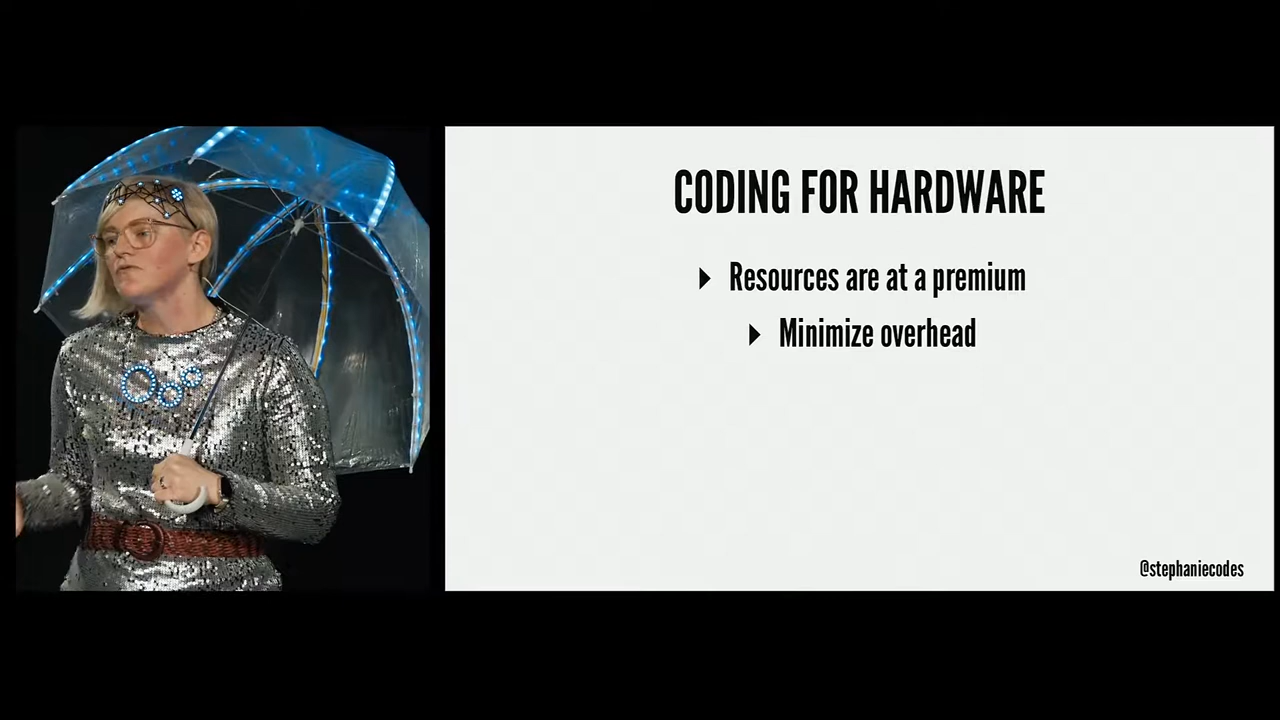 CODING FOR HARDWARE
Resources are at a premium
Minimize overhead
@stephaniecodes